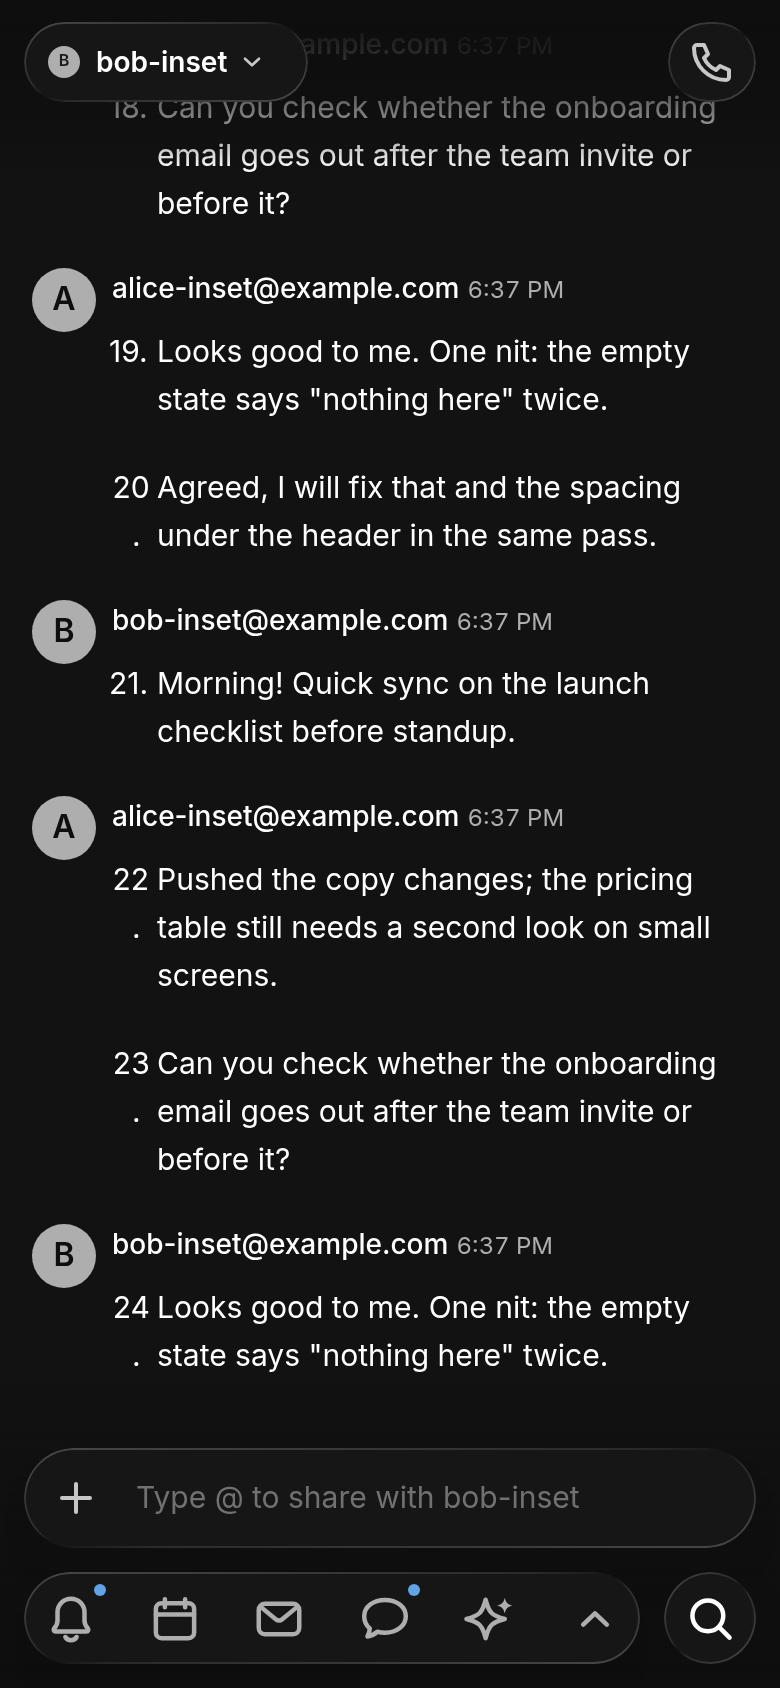 B bob-inset
ample.com 6:37 PM
18. Can you check whether the onboarding
email goes out after the team invite or
before it?
A alice-inset@example.com 6:37 PM
19. Looks good to me. One nit: the empty
state says "nothing here" twice.
20 Agreed, I will fix that and the spacing
. under the header in the same pass.
B bob-inset@example.com 6:37 PM
21. Morning! Quick sync on the launch
checklist before standup.
A alice-inset@example.com 6:37 PM
22 Pushed the copy changes; the pricing
. table still needs a second look on small
screens.
23 Can you check whether the onboarding
. email goes out after the team invite or
before it?
B bob-inset@example.com 6:37 PM
24 Looks good to me. One nit: the empty
. state says "nothing here" twice.
Type @ to share with bob-inset